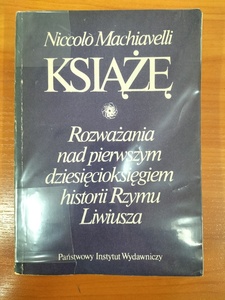 Niccolò Machiavelli
KSIĄŻĘ
Rozważania
nad pierwszym
dziesięcioksięgiem
historii Rzymu
Liwiusza
Państwowy Instytut Wydawniczy